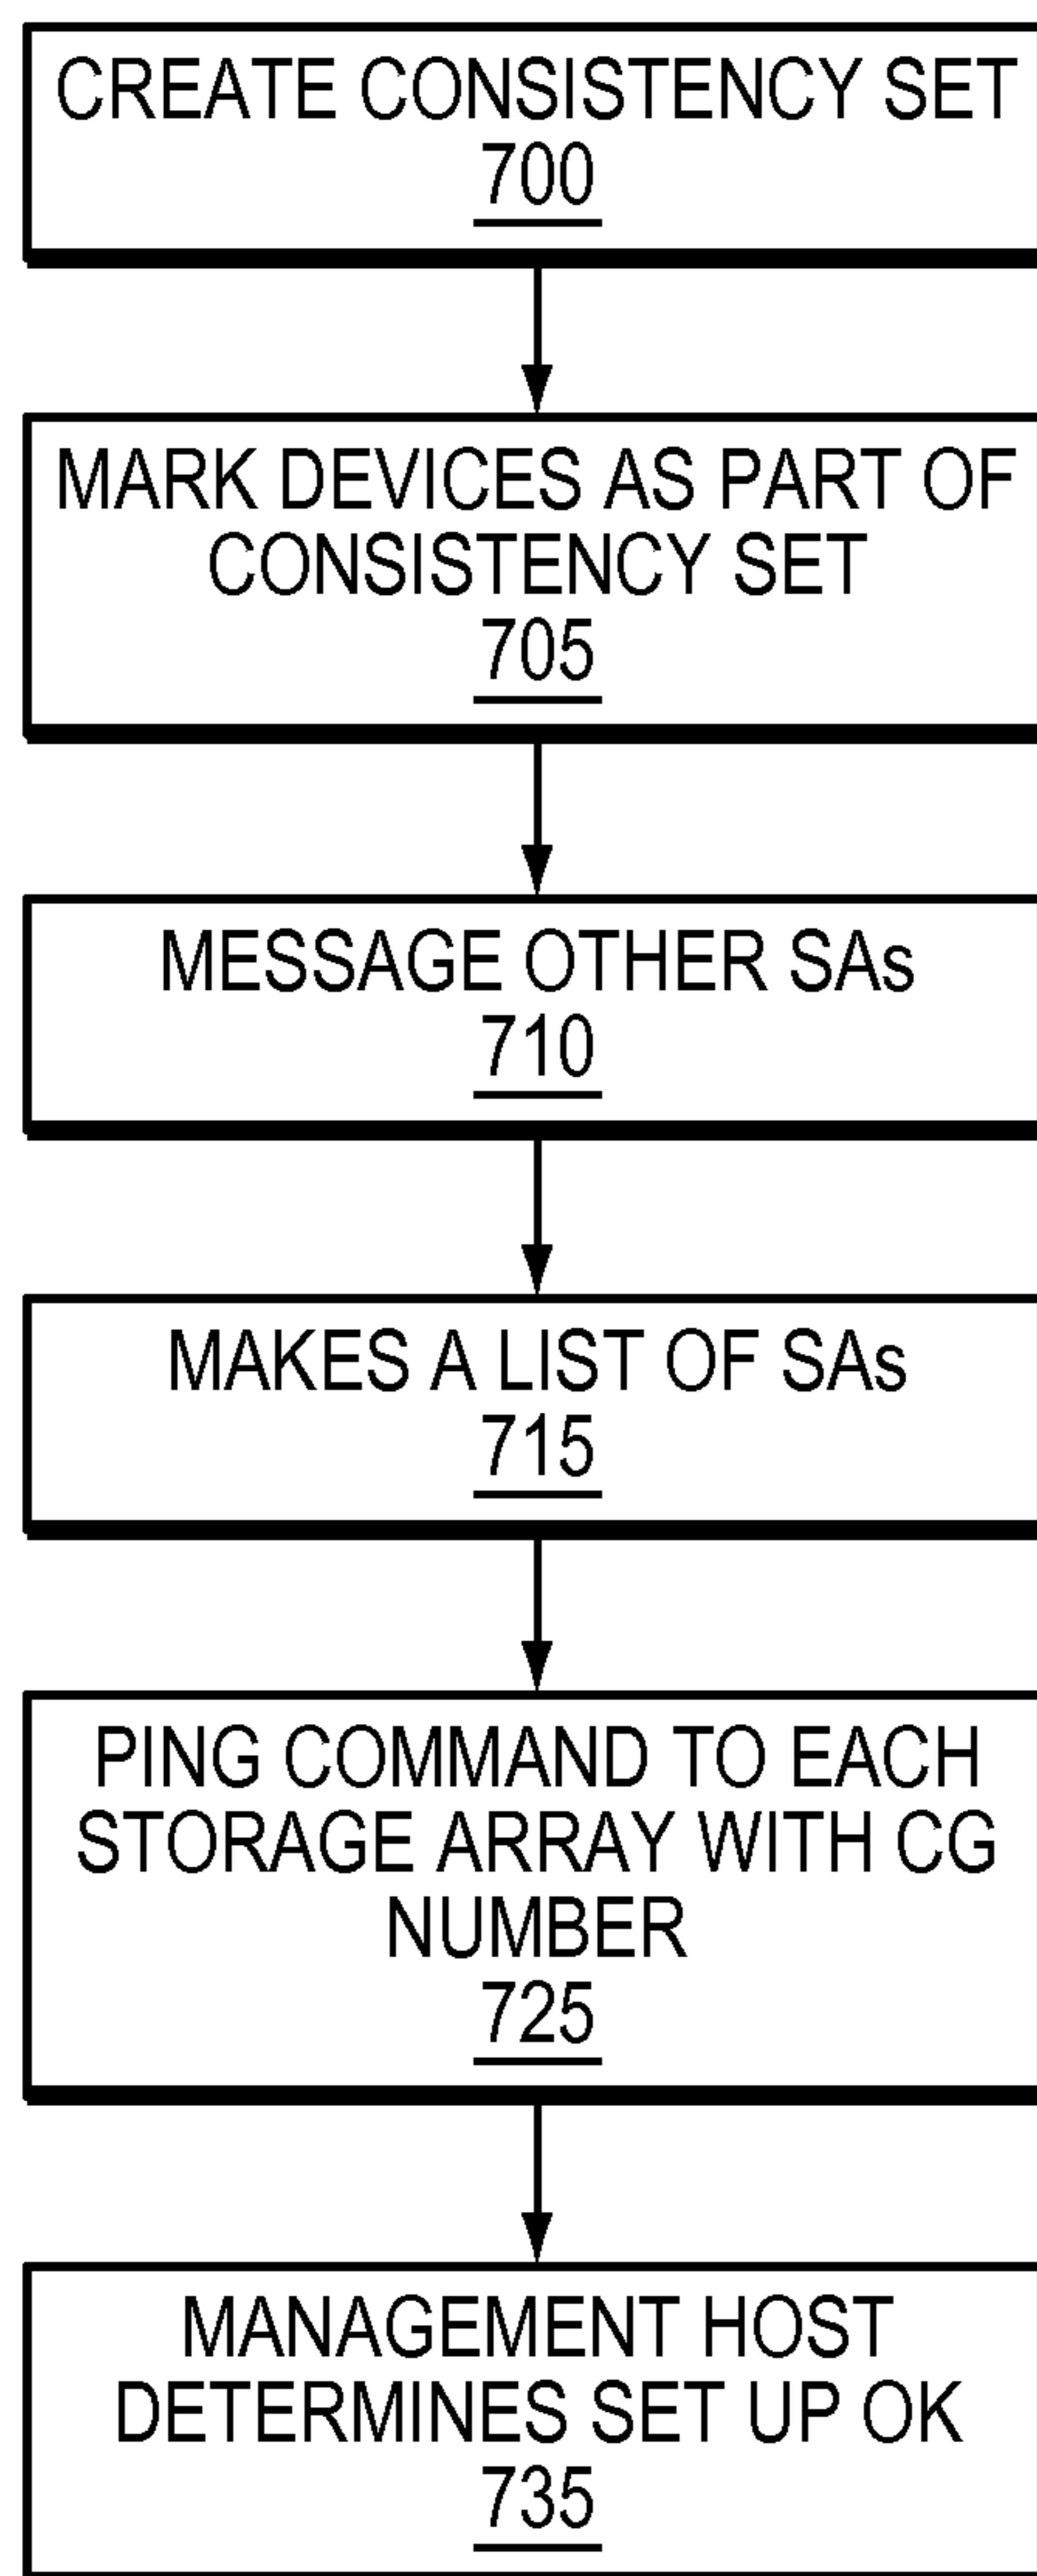 CREATE CONSISTENCY SET
700
MARK DEVICES AS PART OF
CONSISTENCY SET
705
MESSAGE OTHER SAs
710
MAKES A LIST OF SAs
715
PING COMMAND TO EACH
STORAGE ARRAY WITH CG
NUMBER
725
MANAGEMENT HOST
DETERMINES SET UP OK
735